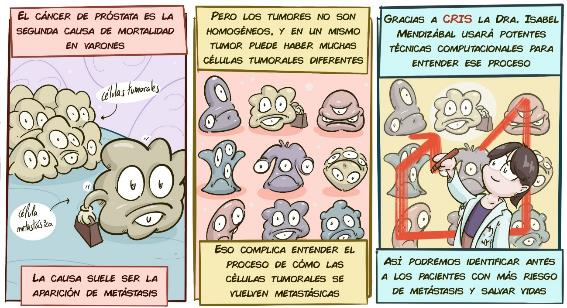 EL CÁNCER DE PRÓSTATA ES LA
SEGUNDA CAUSA DE MORTALIDAD
EN VARONES
células tumorales
célula
metastásica
LA CAUSA SUELE SER LA
APARICIÓN DE METÁSTASIS
PERO LOS TUMORES NO SON
HOMOGÉNEOS, Y EN UN MISMO
TUMOR PUEDE HABER MUCHAS
CÉLULAS TUMORALES DIFERENTES
ESO COMPLICA ENTENDER EL
PROCESO DE CÓMO LAS
CÉLULAS TUMORALES SE
VUELVEN METASTÁSICAS
GRACIAS A CRIS LA DRA. ISABEL
MENDIZÁBAL USARÁ POTENTES
TÉCNICAS COMPUTACIONALES PARA
ENTENDER ESE PROCESO
ASÍ PODREMOS IDENTIFICAR ANTES
A LOS PACIENTES CON MÁS RIESGO
DE METÁSTASIS Y SALVAR VIDAS